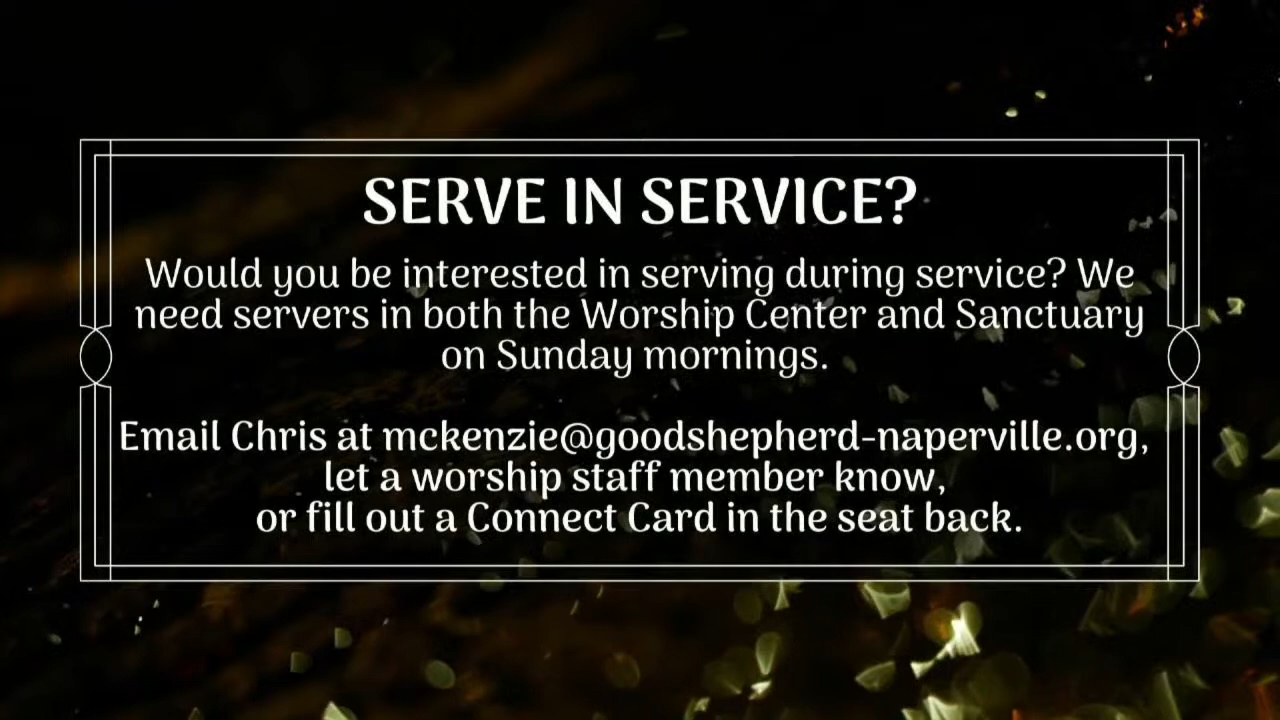 SERVE IN SERVICE?
Would you be interested in serving during service? We
need servers in both the Worship Center and Sanctuary
on Sunday mornings.
Email Chris at mckenzie@goodshepherd-naperville.org,
let a worship staff member know,
or fill out a Connect Card in the seat back.